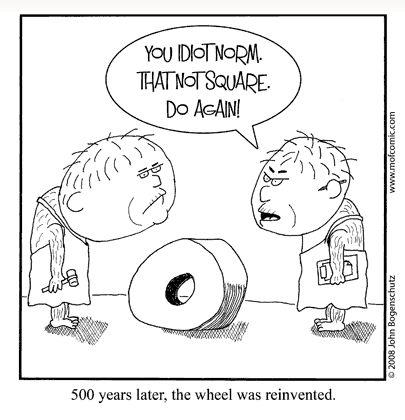 YOU IDIOT NORM.
THAT NOT SQUARE.
DO AGAIN!
www.mofcomic.com
© 2008 John Bogenschutz
500 years later, the wheel was reinvented.